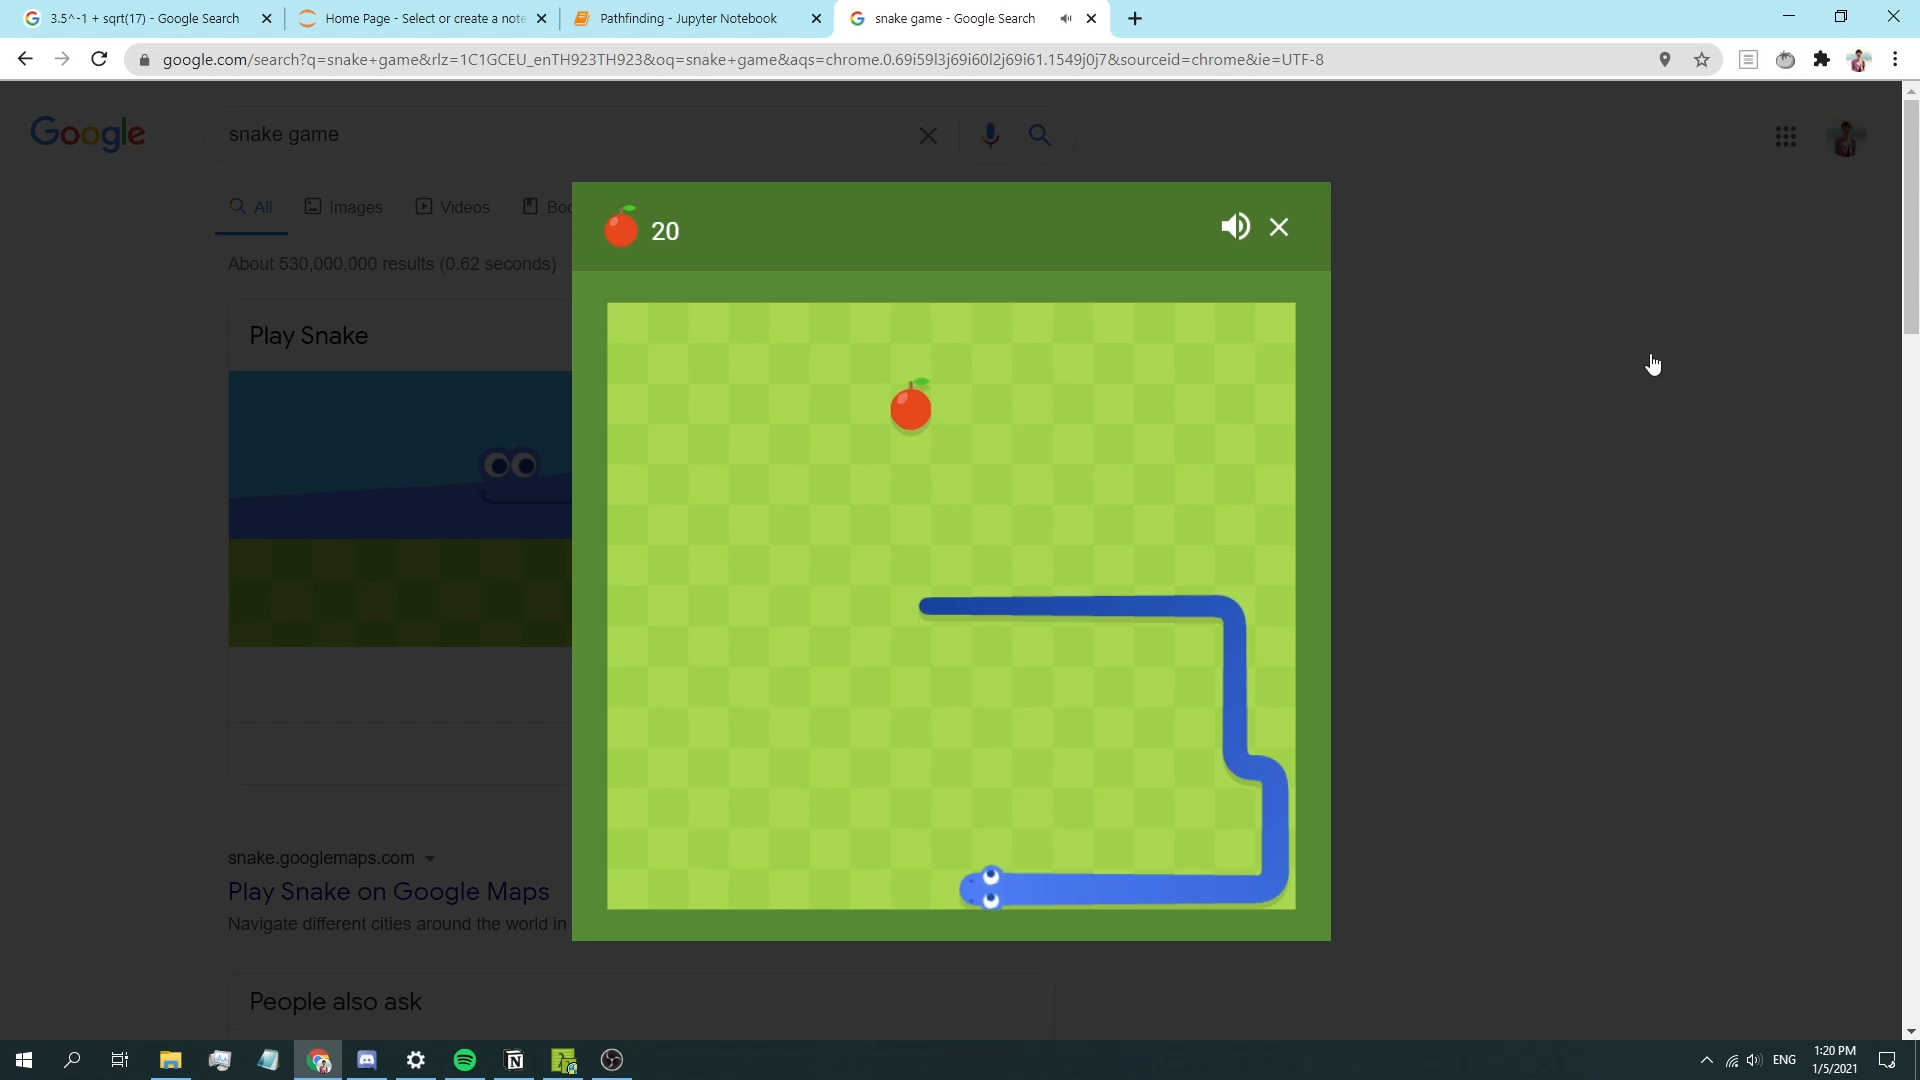 3.5^-1 + sqrt(17) - Google Search
Home Page - Select or create a note
Pathfinding - Jupyter Notebook
snake game - Google Search
google.com/search?q=snake+game&rlz=1C1GCEU_enTH923TH923&oq=snake+game&aqs=chrome.0.69i59l3j69i60l2j69i61.1549j0j7&sourceid=chrome&ie=UTF-8
Google
snake game
All
Images
Videos
Boo
20
About 530,000,000 results (0.62 seconds)
Play Snake
snake.googlemaps.com
Play Snake on Google Maps
Navigate different cities around the world in
People also ask
ENG
1:20 PM
1/5/2021